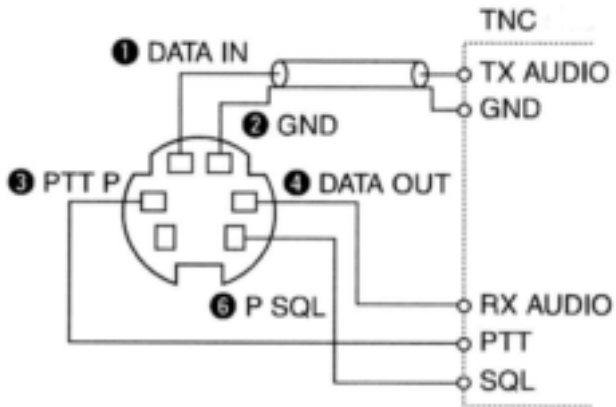 TNC
❶ DATA IN
TX AUDIO
GND
❷ GND
❸ PTT P
❹ DATA OUT
❻ P SQL
RX AUDIO
PTT
SQL